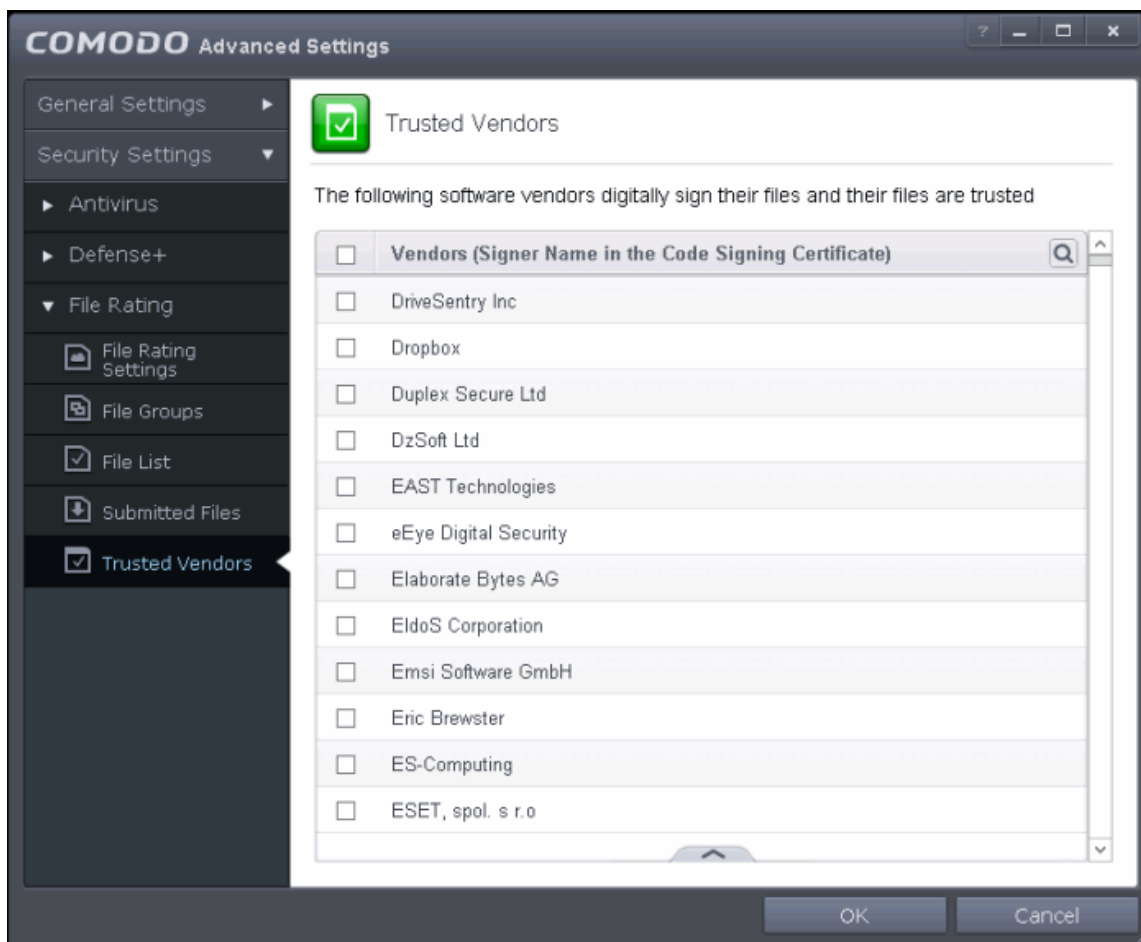 COMODO Advanced Settings
?
General Settings
Security Settings
Antivirus
Defense+
File Rating
File Rating
Settings
File Groups
File List
Submitted Files
Trusted Vendors
Trusted Vendors
The following software vendors digitally sign their files and their files are trusted
Vendors (Signer Name in the Code Signing Certificate)
DriveSentry Inc
Dropbox
Duplex Secure Ltd
DzSoft Ltd
EAST Technologies
eEye Digital Security
Elaborate Bytes AG
EldoS Corporation
Emsi Software GmbH
Eric Brewster
ES-Computing
ESET, spol. s r.o
OK
Cancel